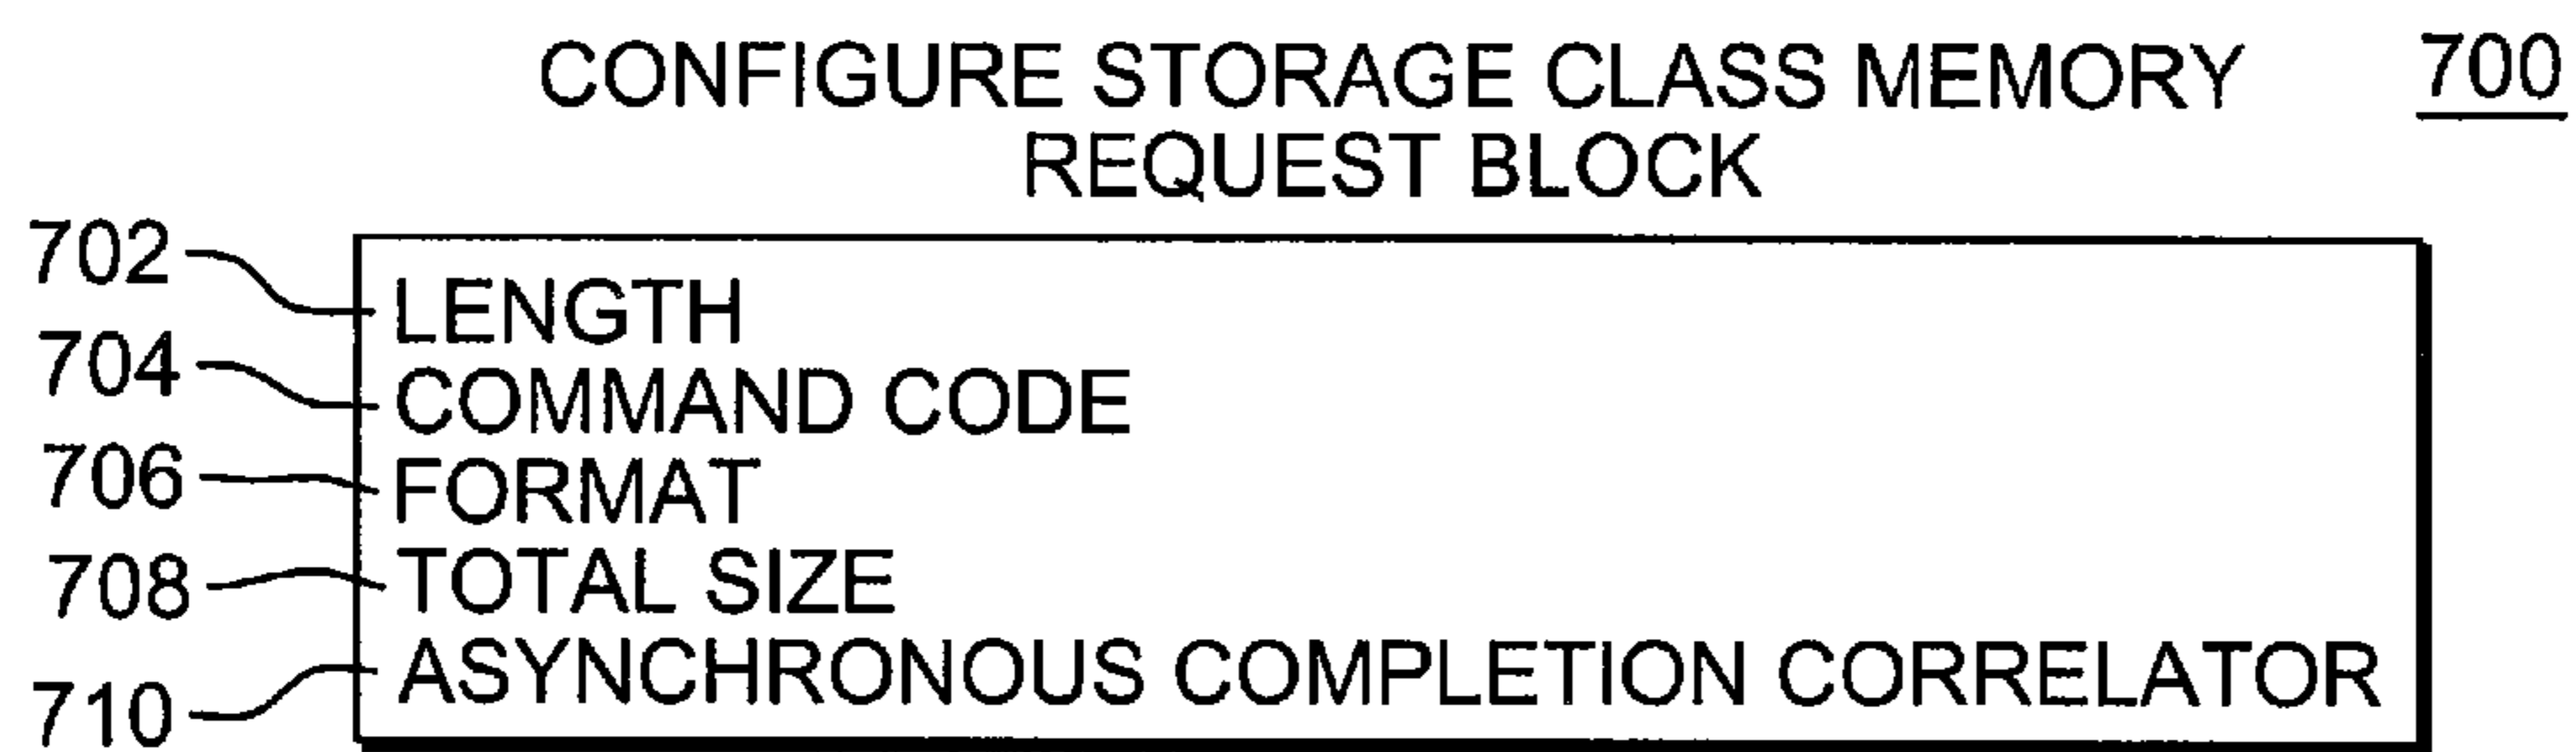 CONFIGURE STORAGE CLASS MEMORY 700
REQUEST BLOCK
702 LENGTH
704 COMMAND CODE
706 FORMAT
708 TOTAL SIZE
710 ASYNCHRONOUS COMPLETION CORRELATOR